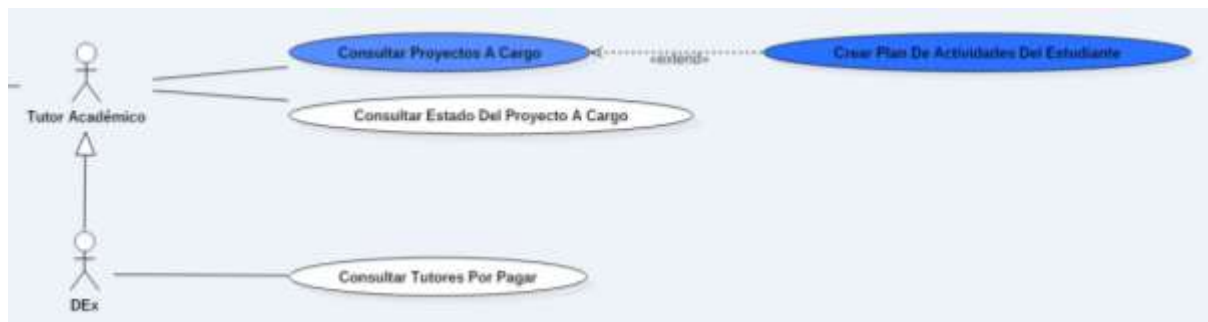 Consultar Proyectos A Cargo
«extend»
Crear Plan De Actividades Del Estudiante
Tutor Académico
Consultar Estado Del Proyecto A Cargo
Consultar Tutores Por Pagar
DEx